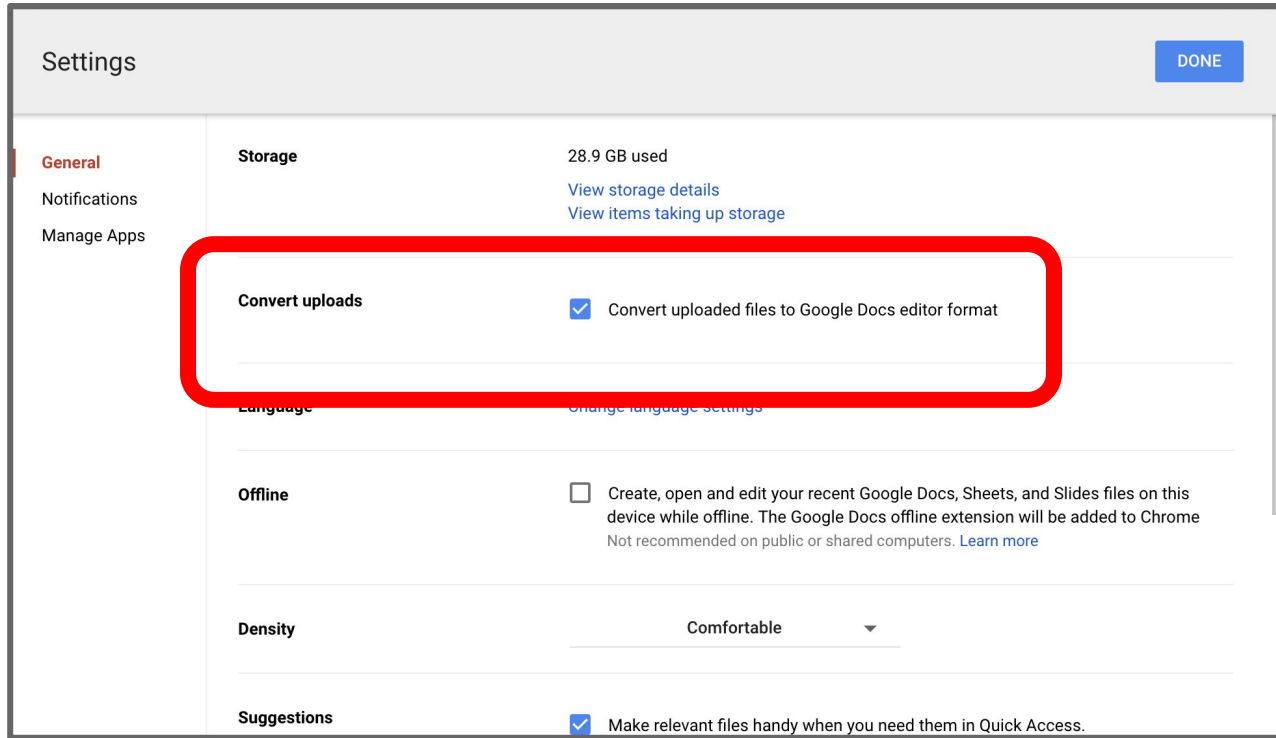 Settings
DONE
General
Notifications
Manage Apps
Storage
28.9 GB used
View storage details
View items taking up storage
Convert uploads
Convert uploaded files to Google Docs editor format
Language
Change language settings
Offline
Create, open and edit your recent Google Docs, Sheets, and Slides files on this
device while offline. The Google Docs offline extension will be added to Chrome
Not recommended on public or shared computers. Learn more
Density
Comfortable
Suggestions
Make relevant files handy when you need them in Quick Access.